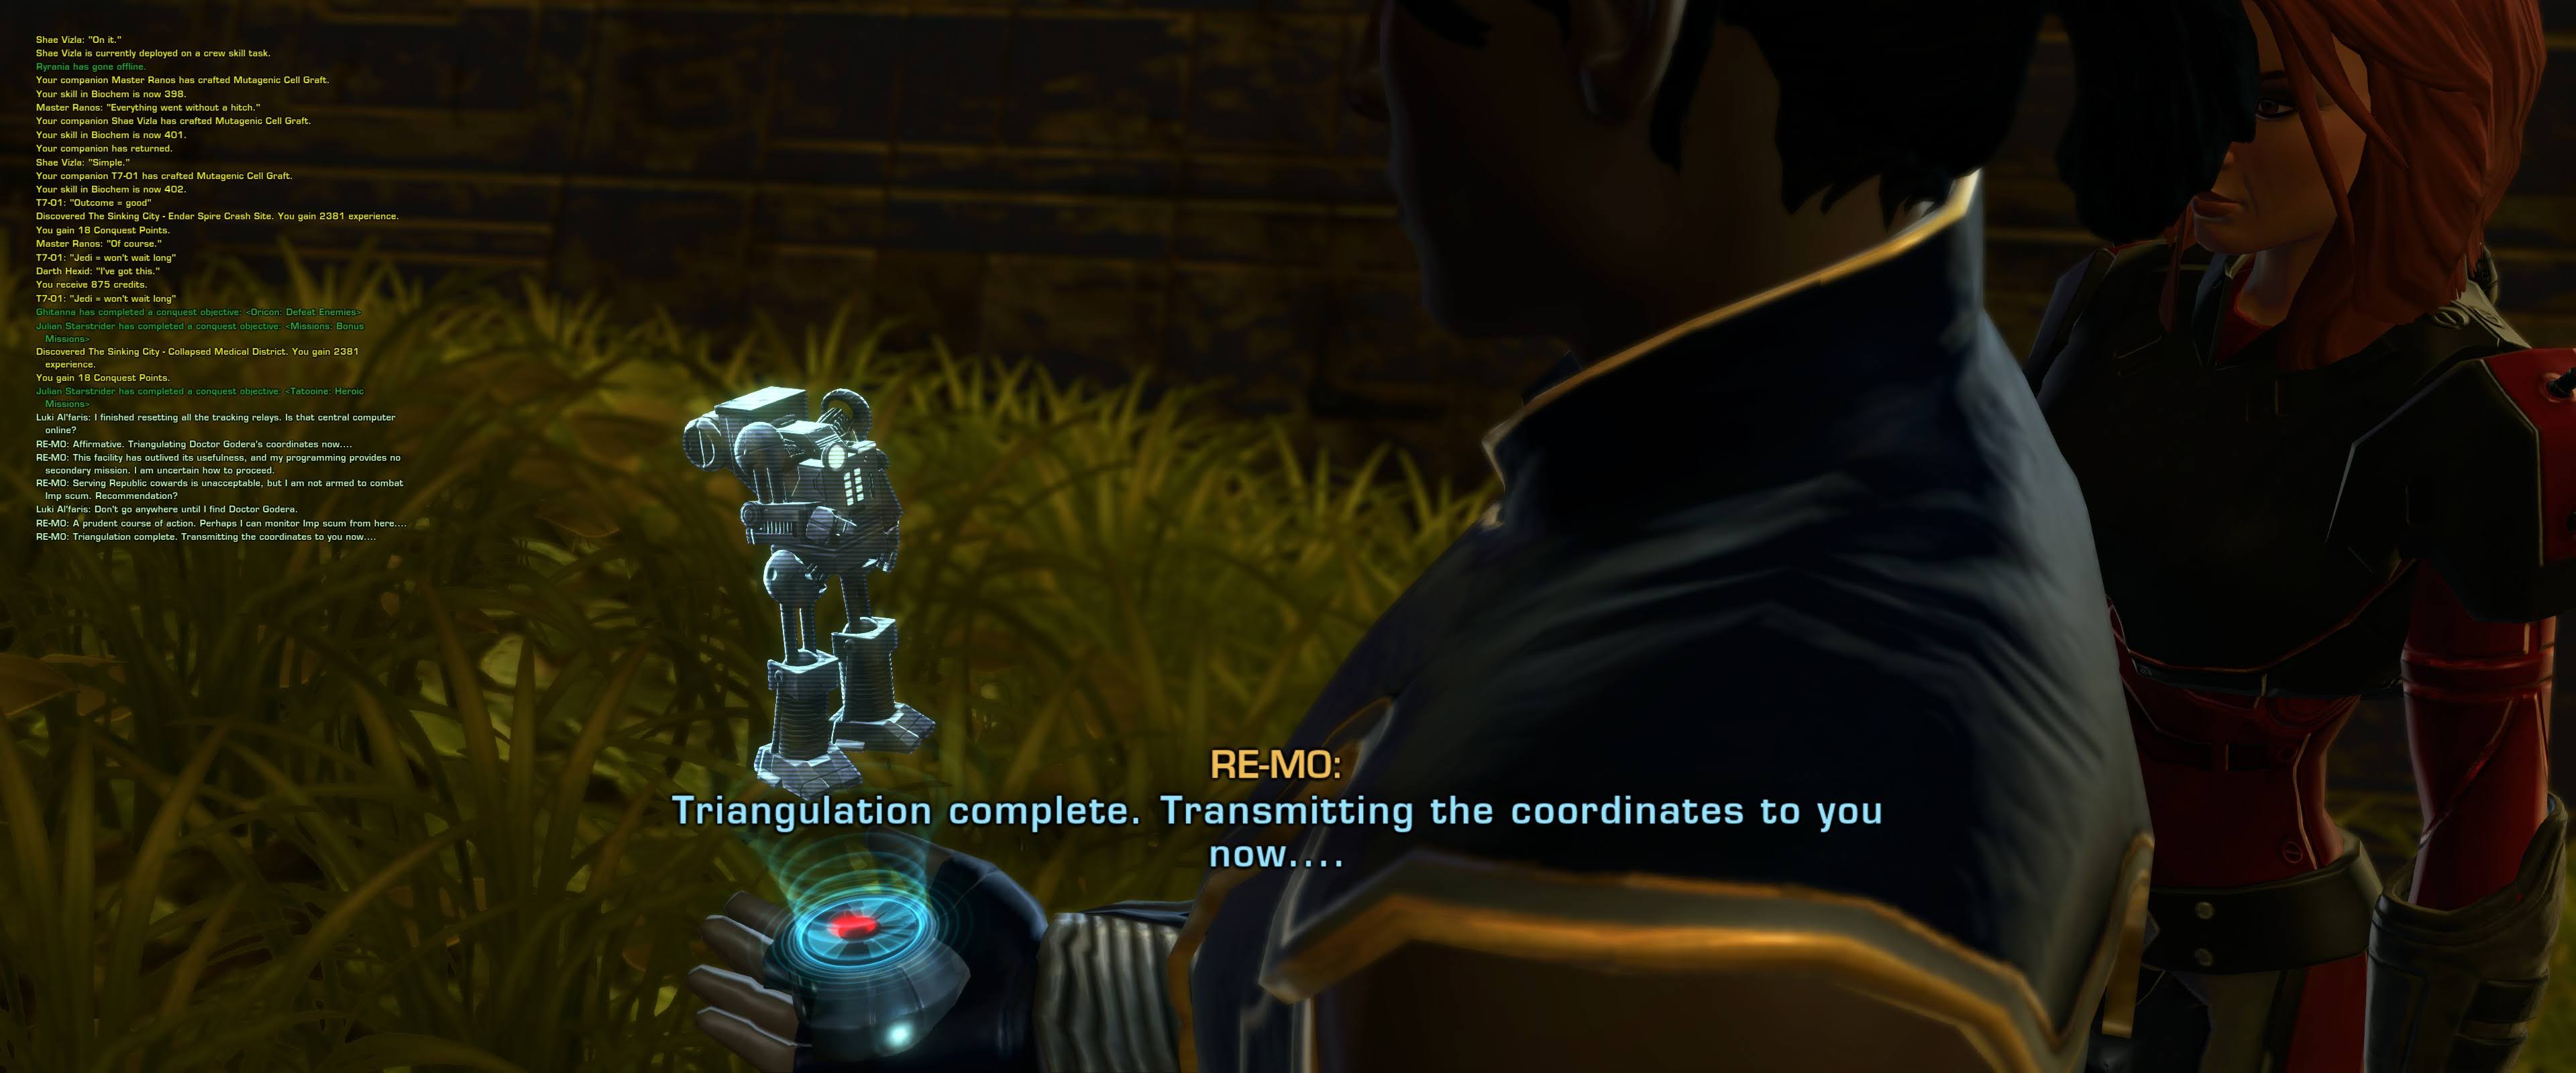 Shae Vizla: "On it."
Shae Vizla is currently deployed on a crew skill task.
Ryrania has gone offline.
Your companion Master Ranos has crafted Mutagenic Cell Graft.
Your skill in Biochem is now 398.
Master Ranos: "Everything went without a hitch."
Your companion Shae Vizla has crafted Mutagenic Cell Graft.
Your skill in Biochem is now 401.
Your companion has returned.
Shae Vizla: "Simple."
Your companion T7-01 has crafted Mutagenic Cell Graft.
Your skill in Biochem is now 402.
T7-01: "Outcome = good"
Discovered The Sinking City - Endar Spire Crash Site. You gain 2381 experience.
You gain 18 Conquest Points.
Master Ranos: "Of course."
T7-01: "Jedi = won't wait long"
Darth Hexid: "I've got this."
You receive 875 credits.
T7-01: "Jedi = won't wait long"
Ghitanna has completed a conquest objective: <Oricon: Defeat Enemies>
Julian Starstrider has completed a conquest objective: <Missions: Bonus
Missions>
Discovered The Sinking City - Collapsed Medical District. You gain 2381
experience.
You gain 18 Conquest Points.
Julian Starstrider has completed a conquest objective: <Tatooine: Heroic
Missions>
Luki Al'faris: I finished resetting all the tracking relays. Is that central computer
online?
RE-M0: Affirmative. Triangulating Doctor Godera's coordinates now....
RE-M0: This facility has outlived its usefulness, and my programming provides no
secondary mission. I am uncertain how to proceed.
RE-M0: Serving Republic cowards is unacceptable, but I am not armed to combat
Imp scum. Recommendation?
Luki Al'faris: Don't go anywhere until I find Doctor Godera.
RE-M0: A prudent course of action. Perhaps I can monitor Imp scum from here....
RE-M0: Triangulation complete. Transmitting the coordinates to you now....
RE-M0:
Triangulation complete. Transmitting the coordinates to you
now....